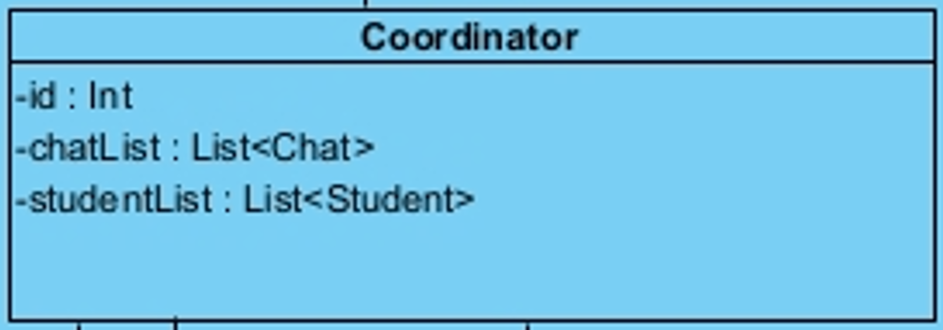 Coordinator
-id : Int
-chatList : List<Chat>
-studentList : List<Student>